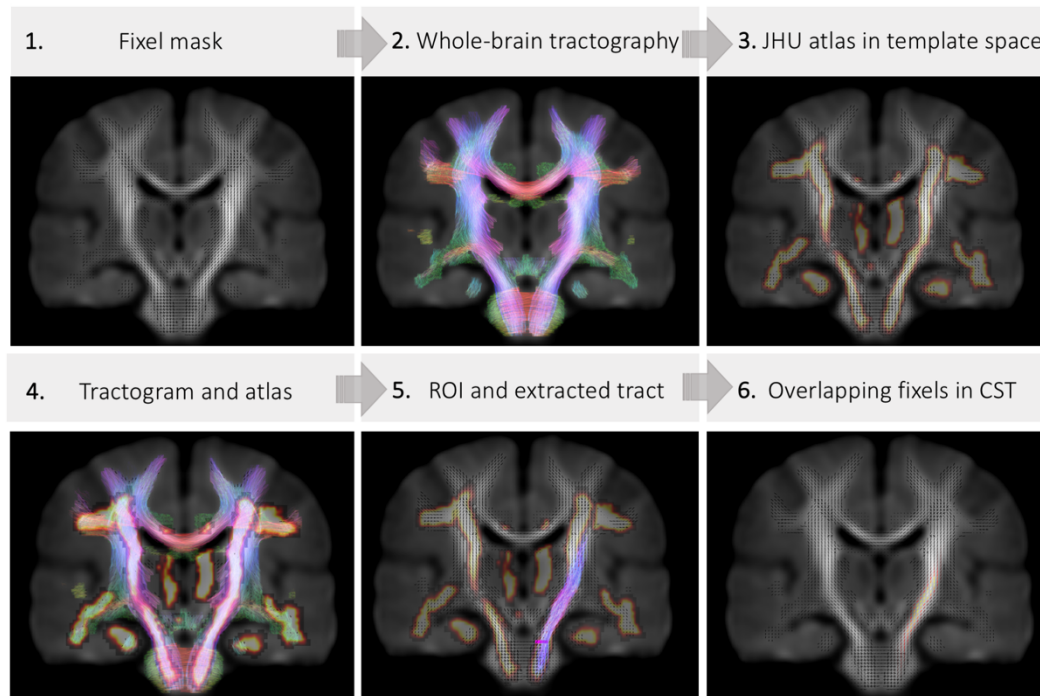 1. Fixel mask
2. Whole-brain tractography
3. JHU atlas in template space
4. Tractogram and atlas
5. ROI and extracted tract
6. Overlapping fixels in CST